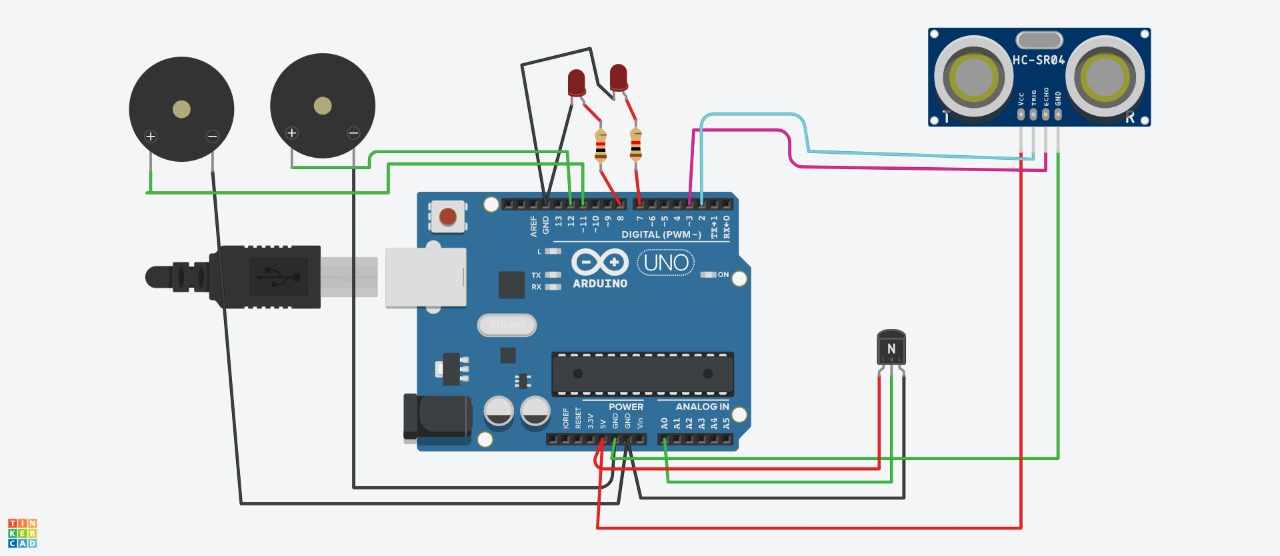 HC-SR04
VCC
TRIG
ECHO
GND
T
R
AREF
GND
13
12
~11
~10
~9
8
7
~6
~5
4
~3
2
TX→1
RX←0
DIGITAL (PWM~)
L
TX
RX
ARDUINO
UNO
ON
N
POWER
ANALOG IN
IOREF
RESET
3.3V
5V
GND
GND
Vin
A0
A1
A2
A3
A4
A5
TIN
KER
CAD